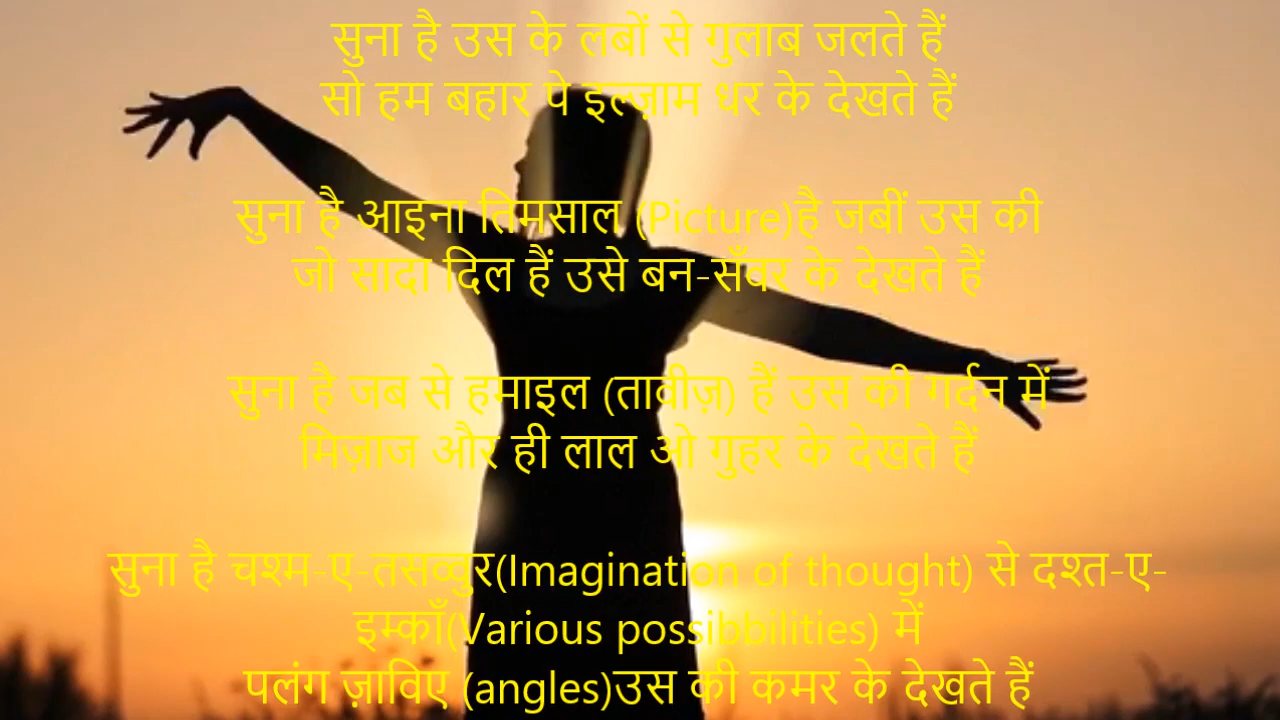 सुना है उस के लबों से गुलाब जलते हैं
सो हम बहार पे इल्ज़ाम धर के देखते हैं
सुना है आइना तिमसाल (Picture)है जबीं उस की
जो सादा दिल हैं उसे बन-सँवर के देखते हैं
सुना है जब से हमाइल (तावीज़) हैं उस की गर्दन में
मिज़ाज और ही लाल ओ गुहर के देखते हैं
सुना है चश्म-ए-तसव्वुर(Imagination of thought) से दश्त-ए-
इम्काँ(Various possibbilities) में
पलंग ज़ाविए (angles)उस की कमर के देखते हैं